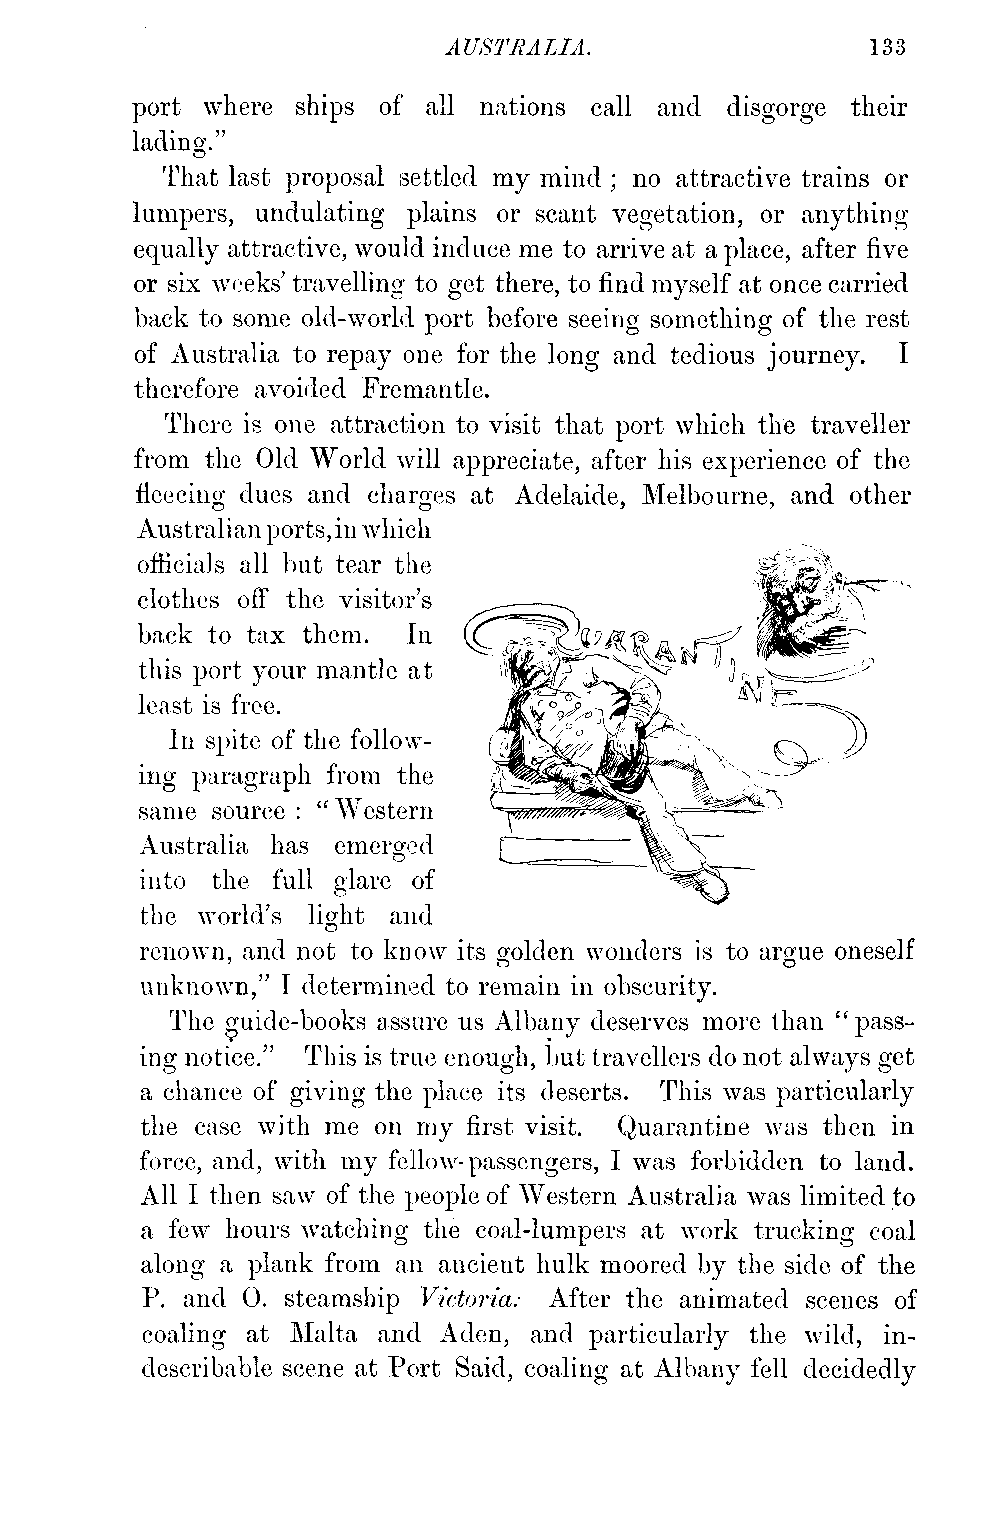 AUSTRALIA. 133
port where ships of all nations call and disgorge their
lading.”
That last proposal settled my mind ; no attractive trains or
lumpers, undulating plains or scant vegetation, or anything
equally attractive, would induce me to arrive at a place, after five
or six weeks’ travelling to get there, to find myself at once carried
back to some old-world port before seeing something of the rest
of Australia to repay one for the long and tedious journey. I
therefore avoided Fremantle.
There is one attraction to visit that port which the traveller
from the Old World will appreciate, after his experience of the
fleecing dues and charges at Adelaide, Melbourne, and other
Australian ports, in which
officials all but tear the
clothes off the visitor’s
back to tax them. In
this port your mantle at
least is free.
In spite of the follow-
ing paragraph from the
same source : “ Western
Australia has emerged
into the full glare of
the world’s light and
QUARANTINE
renown, and not to know its golden wonders is to argue oneself
unknown,” I determined to remain in obscurity.
The guide-books assure us Albany deserves more than “ pass-
ing notice.” This is true enough, but travellers do not always get
a chance of giving the place its deserts. This was particularly
the case with me on my first visit. Quarantine was then in
force, and, with my fellow-passengers, I was forbidden to land.
All I then saw of the people of Western Australia was limited to
a few hours watching the coal-lumpers at work trucking coal
along a plank from an ancient hulk moored by the side of the
P. and O. steamship Victoria: After the animated scenes of
coaling at Malta and Aden, and particularly the wild, in-
describable scene at Port Said, coaling at Albany fell decidedly